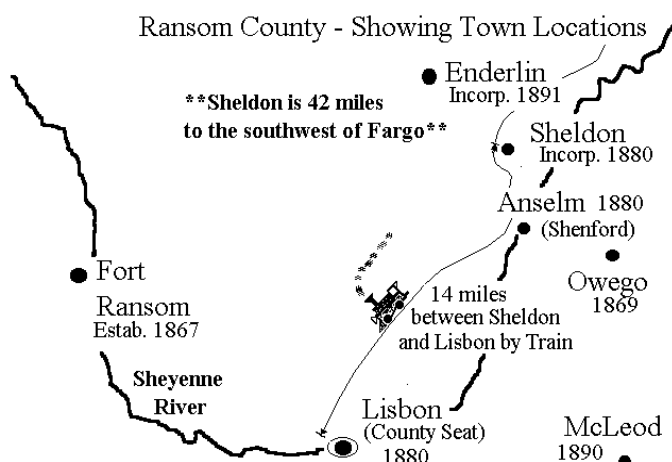 Ransom County - Showing Town Locations
Enderlin
Incorp. 1891
**Sheldon is 42 miles
to the southwest of Fargo**
Sheldon
Incorp. 1880
Anselm 1880
(Shenford)
Fort
Ransom
Estab. 1867
Owego
1869
14 miles
between Sheldon
and Lisbon by Train
Sheyenne
River
Lisbon
(County Seat)
1880
McLeod
1890